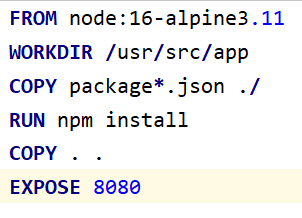 FROM node:16-alpine3.11
WORKDIR /usr/src/app
COPY package*.json ./
RUN npm install
COPY . .
EXPOSE 8080